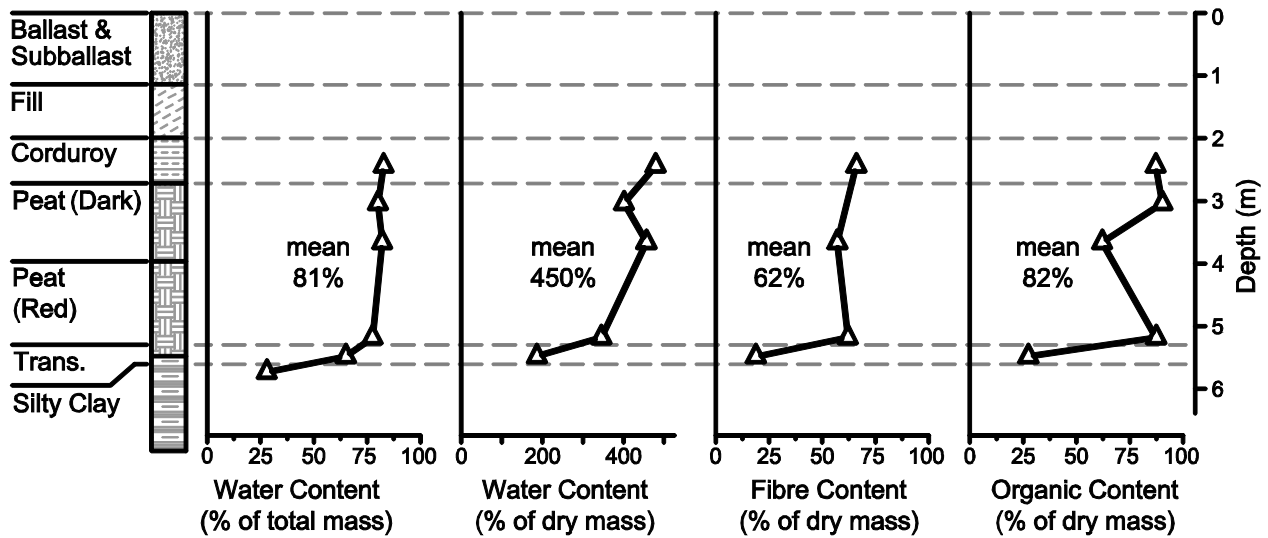 Ballast &
Subballast
Fill
Corduroy
Peat (Dark)
Peat
(Red)
Trans.
Silty Clay
mean
81%
0 25 50 75 100
Water Content
(% of total mass)
mean
450%
0 200 400
Water Content
(% of dry mass)
mean
62%
0 25 50 75 100
Fibre Content
(% of dry mass)
mean
82%
0 25 50 75 100
Organic Content
(% of dry mass)
0
1
2
3
4
5
6
Depth (m)